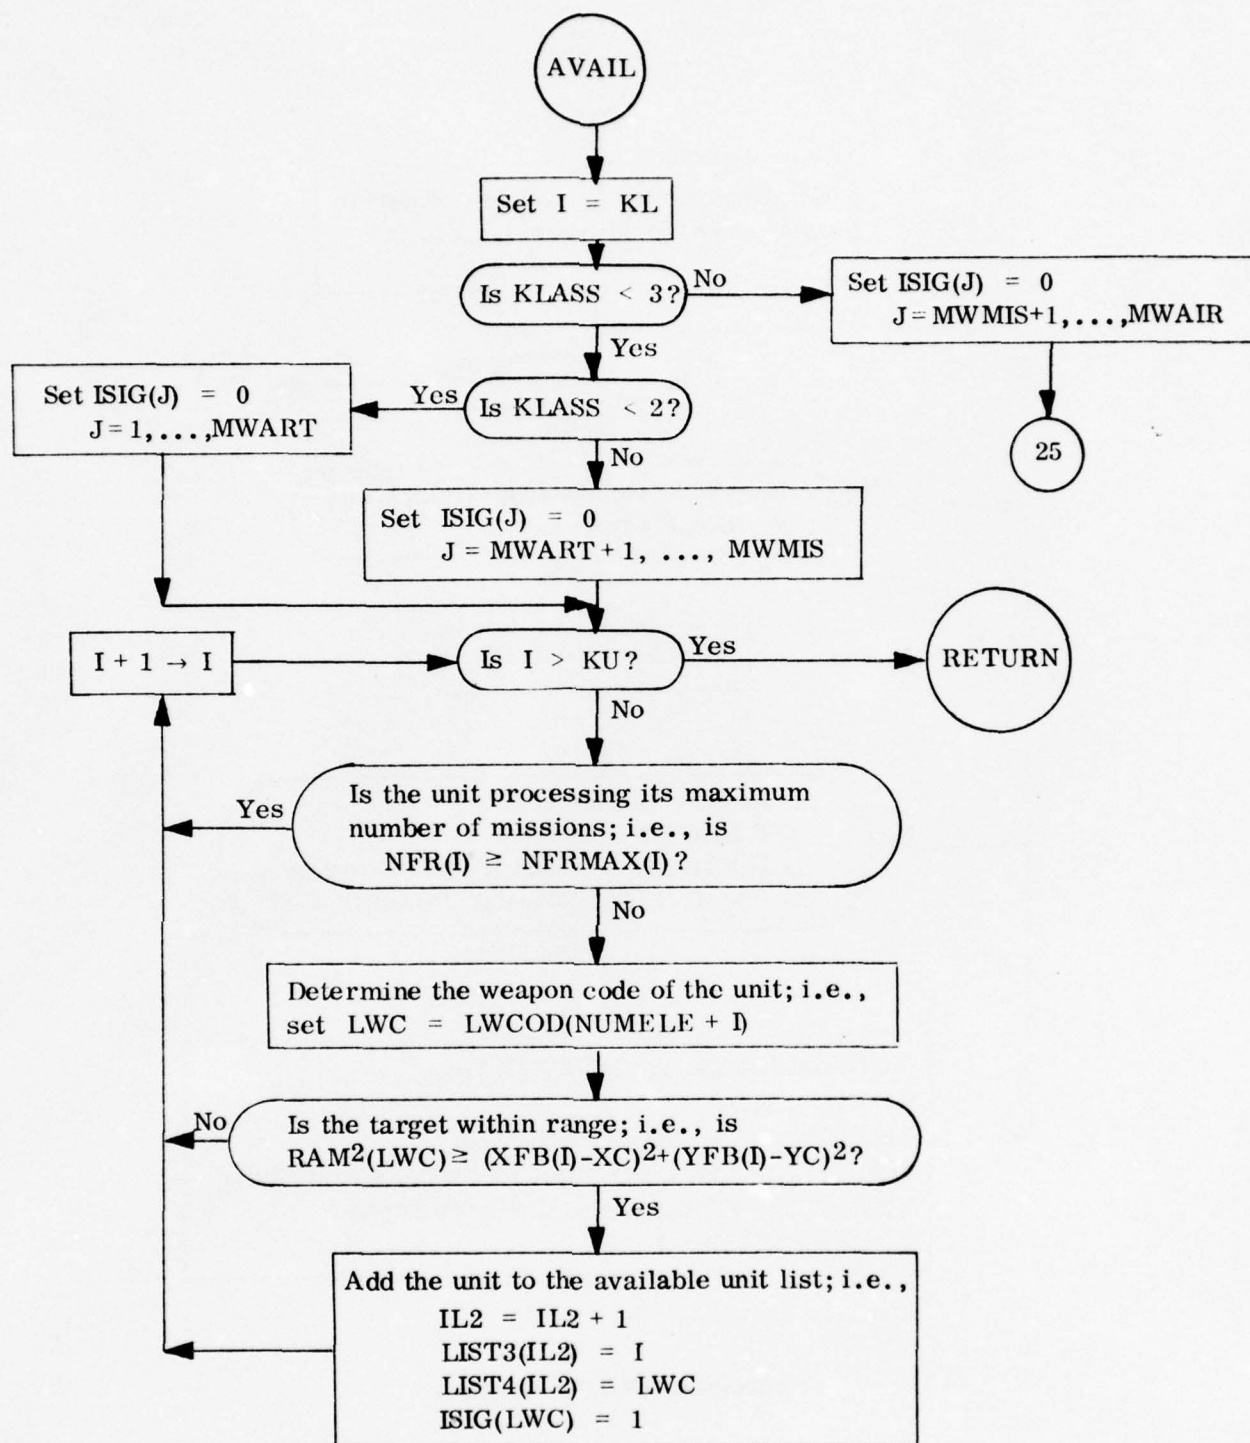 AVAIL
Set I = KL
Is KLASS < 3?
No
Set ISIG(J) = 0
J = MWMIS+1,...,MWAIR
Yes
25
Is KLASS < 2?
Yes
Set ISIG(J) = 0
J = 1,...,MWART
No
Set ISIG(J) = 0
J = MWART + 1, ..., MWMIS
I + 1 → I
Is I > KU?
Yes
RETURN
No
Is the unit processing its maximum
number of missions; i.e., is
NFR(I) ≥ NFRMAX(I)?
Yes
No
Determine the weapon code of the unit; i.e.,
set LWC = LWCOD(NUMELE + I)
Is the target within range; i.e., is
RAM²(LWC) ≥ (XFB(I)-XC)²+(YFB(I)-YC)²?
No
Yes
Add the unit to the available unit list; i.e.,
IL2 = IL2 + 1
LIST3(IL2) = I
LIST4(IL2) = LWC
ISIG(LWC) = 1